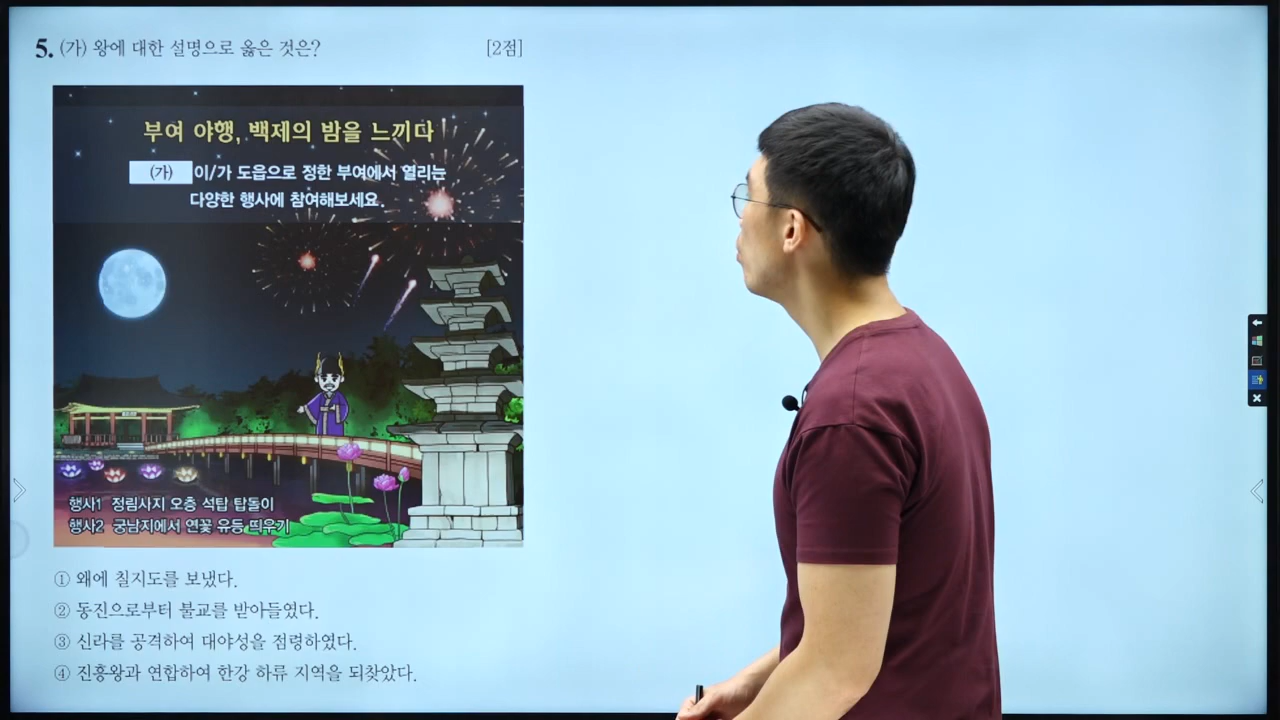 5. (가) 왕에 대한 설명으로 옳은 것은? [2점]
부여 야행, 백제의 밤을 느끼다
(가) 이/가 도읍으로 정한 부여에서 열리는
다양한 행사에 참여해보세요.
행사1 정림사지 오층 석탑 탑돌이
행사2 궁남지에서 연꽃 유등 띄우기
① 왜에 칠지도를 보냈다.
② 동진으로부터 불교를 받아들였다.
③ 신라를 공격하여 대야성을 점령하였다.
④ 진흥왕과 연합하여 한강 하류 지역을 되찾았다.